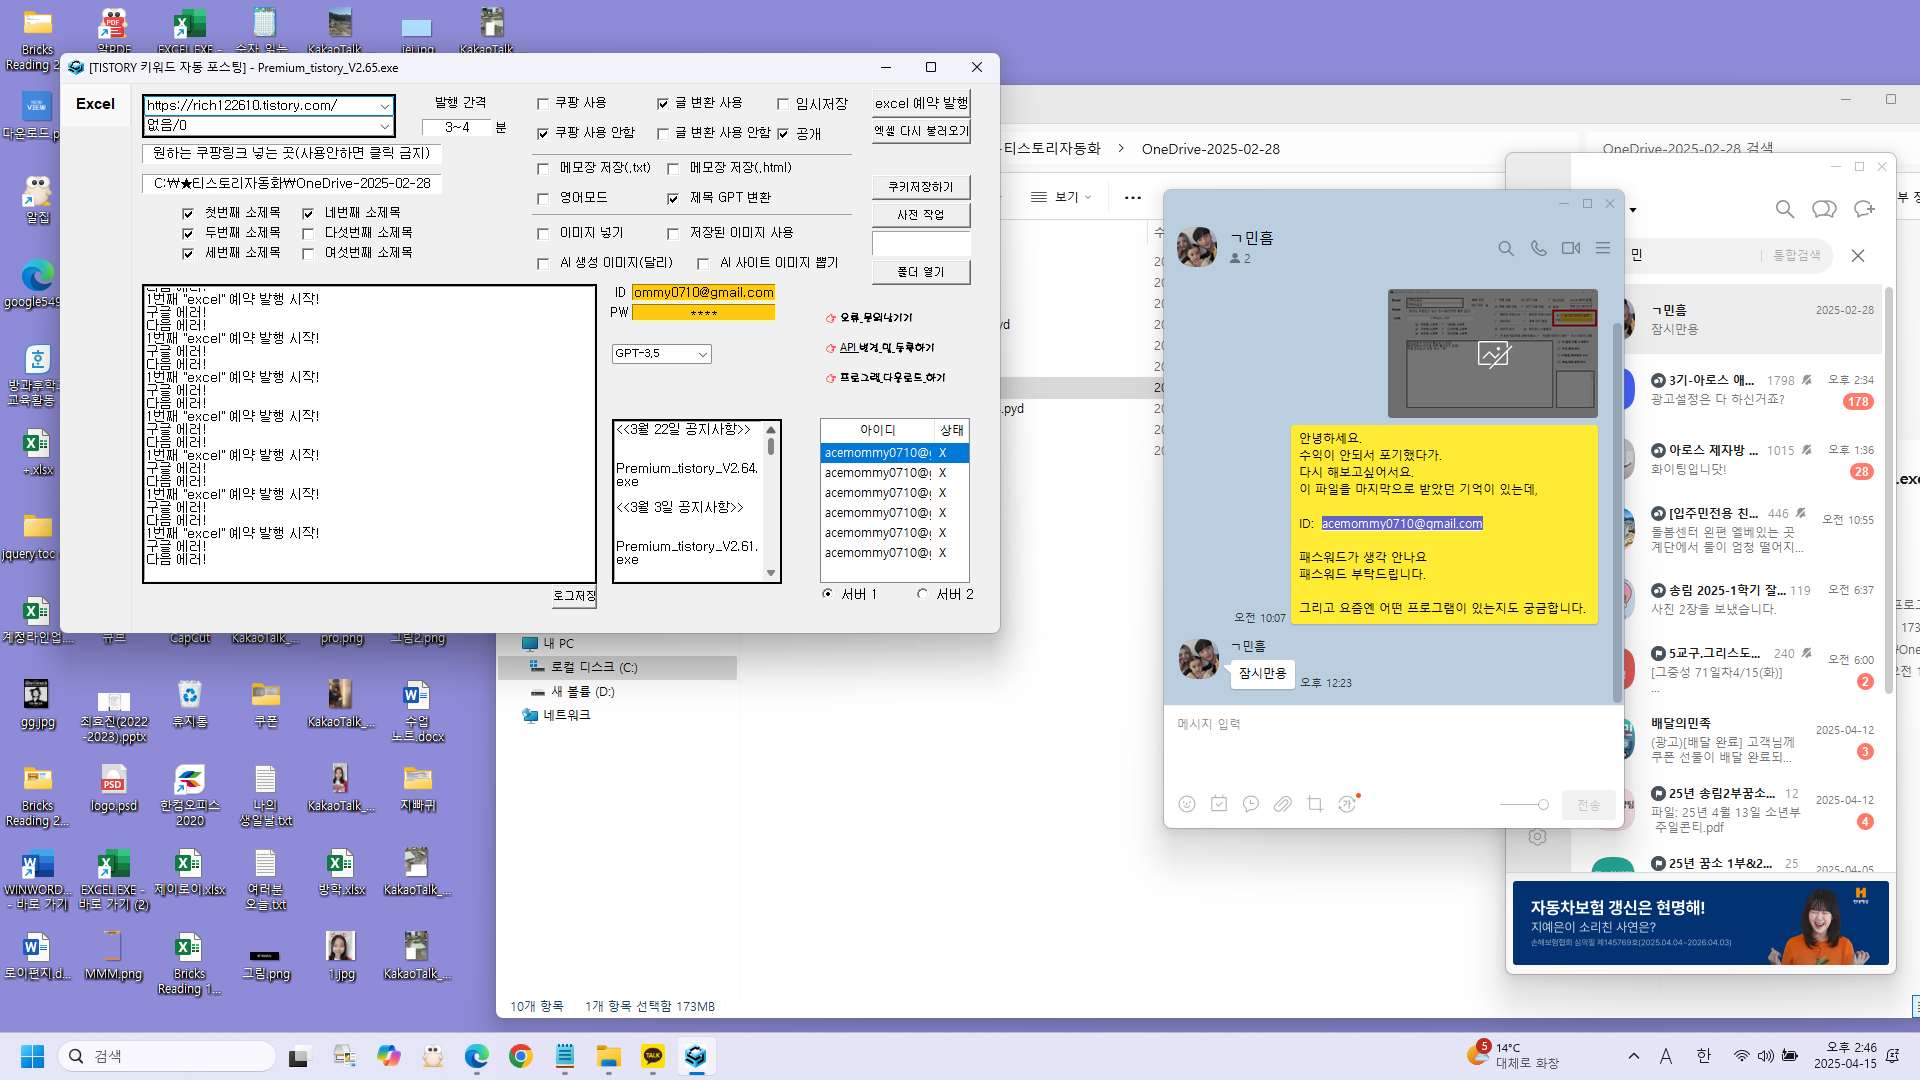 Bricks
Reading 2
알PDF
EXCEL.EXE -
숫자 읽는
KakaoTalk_
jej.jpg
KakaoTalk
[TISTORY 키워드 자동 포스팅] - Premium_tistory_V2.65.exe
Excel
https://rich122610.tistory.com/
없음/0
발행 간격
3~4 분
쿠팡 사용
글 변환 사용
임시저장
excel 예약 발행
쿠팡 사용 안함
글 변환 사용 안함
공개
엑셀 다시 불러오기
원하는 쿠팡링크 넣는 곳(사용안하면 클릭 금지)
메모장 저장(.txt)
메모장 저장(.html)
C:₩★티스토리자동화₩OneDrive-2025-02-28
영어모드
제목 GPT 변환
쿠키저장하기
사전 작업
첫번째 소제목
네번째 소제목
두번째 소제목
다섯번째 소제목
세번째 소제목
여섯번째 소제목
이미지 넣기
저장된 이미지 사용
AI 생성 이미지(달리)
AI 사이트 이미지 뽑기
폴더 열기
다음 에러!
1번째 "excel" 예약 발행 시작!
구글 에러!
다음 에러!
1번째 "excel" 예약 발행 시작!
구글 에러!
다음 에러!
1번째 "excel" 예약 발행 시작!
구글 에러!
다음 에러!
1번째 "excel" 예약 발행 시작!
구글 에러!
다음 에러!
1번째 "excel" 예약 발행 시작!
구글 에러!
다음 에러!
1번째 "excel" 예약 발행 시작!
구글 에러!
다음 에러!
1번째 "excel" 예약 발행 시작!
구글 에러!
다음 에러!
로그저장
ID ommy0710@gmail.com
PW ****
GPT-3,5
오류_문의남기기
API_발계_및_등록하기
프로그램_다운로드_하기
<<3월 22일 공지사항>>
Premium_tistory_V2.64.
exe
<<3월 3일 공지사항>>
Premium_tistory_V2.61.
exe
아이디 상태
acemommy0710@g X
acemommy0710@g X
acemommy0710@g X
acemommy0710@g X
acemommy0710@g X
acemommy0710@g X
서버 1
서버 2
다운로드.p
알집
google549
방과후학교
교육활동
+.xlsx
jquery.toc
계정라인업....
큐브
CapCut
KakaoTalk_...
pro.png
그림2.png
gg.jpg
최효진(2022
-2023).pptx
휴지통
쿠폰
KakaoTalk_...
수업
노트.docx
Bricks
Reading 2...
logo.psd
한컴오피스
2020
나의
생일날.txt
KakaoTalk_...
지빠귀
WINWORD...
- 바로 가기
EXCEL.EXE -
바로 가기 (2)
제이로이.xlsx
여러분
오늘.txt
방학.xlsx
KakaoTalk_...
로이편지.d...
MMM.png
Bricks
Reading 1...
그림.png
1.jpg
KakaoTalk_...
티스토리자동화 > OneDrive-2025-02-28
OneDrive-2025-02-28 검색
보기
내 PC
로컬 디스크 (C:)
새 볼륨 (D:)
네트워크
10개 항목
1개 항목 선택함 173MB
.pyd
ㄱ민흠
2
안녕하세요.
수익이 안되서 포기했다가.
다시 해보고싶어서요.
이 파일을 마지막으로 받았던 기억이 있는데,
ID: acemommy0710@gmail.com
패스워드가 생각 안나요
패스워드 부탁드립니다.
그리고 요즘엔 어떤 프로그램이 있는지도 궁금합니다.
오전 10:07
ㄱ민흠
잠시만용
오후 12:23
메시지 입력
전송
민
통합검색
ㄱ민흠 2025-02-28
잠시만용
3기-아로스 애... 1798 오후 2:34
광고설정은 다 하신거죠? 178
아로스 제자방 ... 1015 오후 1:36
화이팅입니닷! 28
[입주민전용 친... 446 오전 10:55
돌봄센터 왼편 엘베있는 곳
계단에서 물이 엄청 떨어지...
송림 2025-1학기 잘... 119 오전 6:37
사진 2장을 보냈습니다.
5교구.그리스도... 240 오전 6:00
[그중성 71일차4/15(화)]
... 2
배달의민족 2025-04-12
(광고)[배달 완료] 고객님께
쿠폰 선물이 배달 완료되... 3
25년 송림2부꿈소... 12 2025-04-12
파일: 25년 4월 13일 소년부
주일콘티.pdf 4
25년 꿈소 1부&2... 25 2025-04-05
자동차보험 갱신은 현명해!
지예은이 소리친 사연은?
손해보험협회 심의필 제145769호(2025.04.04~2026.04.03)
검색
TALK
5
14°C
대체로 화창
A
한
오후 2:46
2025-04-15